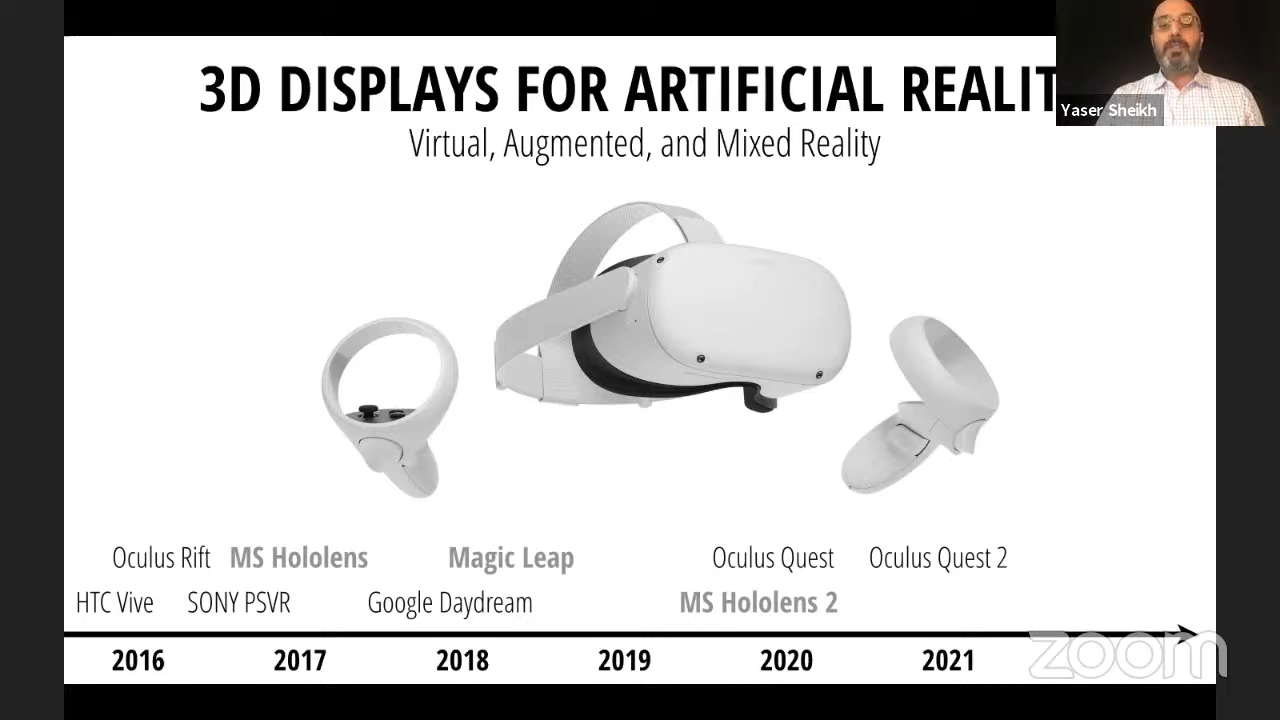 3D DISPLAYS FOR ARTIFICIAL REALIT
Yaser Sheikh
Virtual, Augmented, and Mixed Reality
Oculus Rift MS Hololens Magic Leap Oculus Quest Oculus Quest 2
HTC Vive SONY PSVR Google Daydream MS Hololens 2
2016 2017 2018 2019 2020 2021
zoom